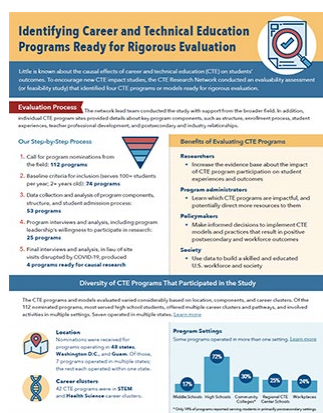 Identifying Career and Technical Education
Programs Ready for Rigorous Evaluation
Little is known about the causal effects of career and technical education (CTE) on students'
outcomes. To encourage new CTE impact studies, the CTE Research Network conducted an evaluation assessment
(or feasibility study) that identified four CTE programs or models ready for rigorous evaluation.
Evaluation Process
The network lead team conducted the study with support from the broader field. In addition,
individual CTE program sites provided details about key program components, such as structure, enrollment process, student
experiences, teacher professional development, and postsecondary and industry relationships.
Our Step-by-Step Process
1. Call for program nominations
from the field: 112 programs
2. Baseline criteria for inclusion (serves 100+ students
per year; 2+ years old): 74 programs
3. Data collection and analysis of program components,
structure, and student admission process:
53 programs
4. Program interviews and analysis, including program
leadership's willingness to participate in research:
25 programs
5. Final interviews and analysis, in lieu of site
visits disrupted by COVID-19, produced
4 programs ready for causal research
Benefits of Evaluating CTE Programs
Researchers
• Increase the evidence base about the impact
of CTE program participation on student
experiences and outcomes
Program administrators
• Learn which CTE programs are impactful, and
potentially direct more resources to them
Policymakers
• Make informed decisions to implement CTE
models and practices that result in positive
postsecondary and workforce outcomes
Society
• Use data to build a skilled and educated
U.S. workforce and society
Diversity of CTE Programs That Participated in the Study
The CTE programs and models evaluated varied considerably based on location, components, and career clusters. Of the
112 nominated programs, most served high school students, offered multiple career clusters and pathways, and involved
activities in multiple settings. Seven operated in multiple states. Learn more
Location
Nominations were received for
programs operating in 48 states,
Washington D.C., and Guam. Of those,
7 programs operated in multiple states;
the rest operated within one state.
Career clusters
42 CTE programs were in STEM
and Health Science career clusters.
Program Settings
Some programs operated in more than one setting. Learn more
17%
72%
30%
25%
24%
Middle Schools
High Schools
Community
Colleges*
Regional CTE
Center Schools
Workplaces